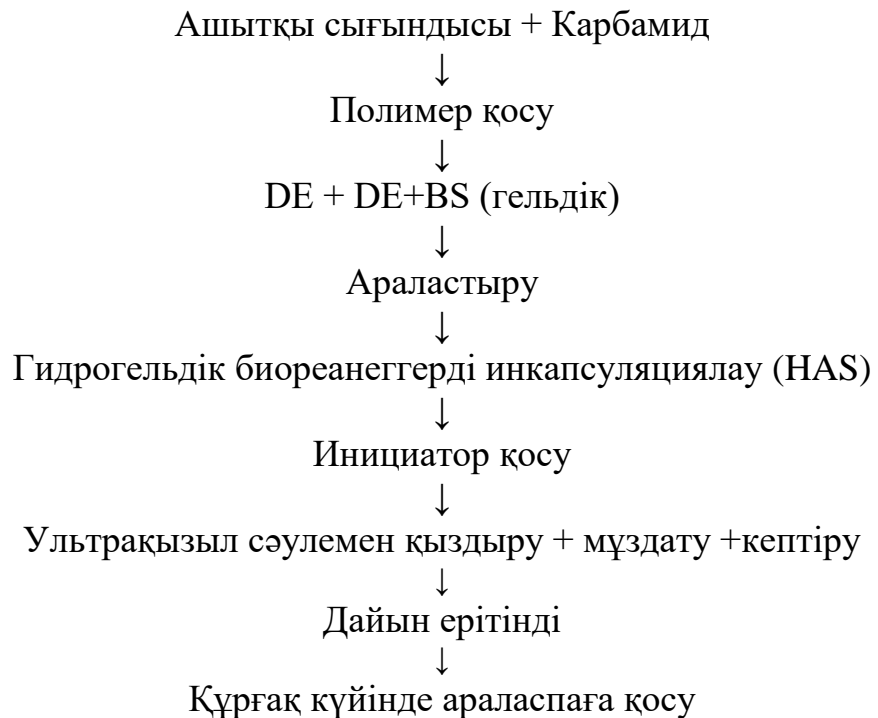 Ашытқы сығындысы + Карбамид
↓
Полимер қосу
↓
DE + DE+BS (гельдік)
↓
Араластыру
↓
Гидрогельдік биореанеггерді инкапсуляциялау (HAS)
↓
Инициатор қосу
↓
Ультрақызыл сәулемен қыздыру + мұздату +кептіру
↓
Дайын ерітінді
↓
Құрғақ күйінде араласпаға қосу